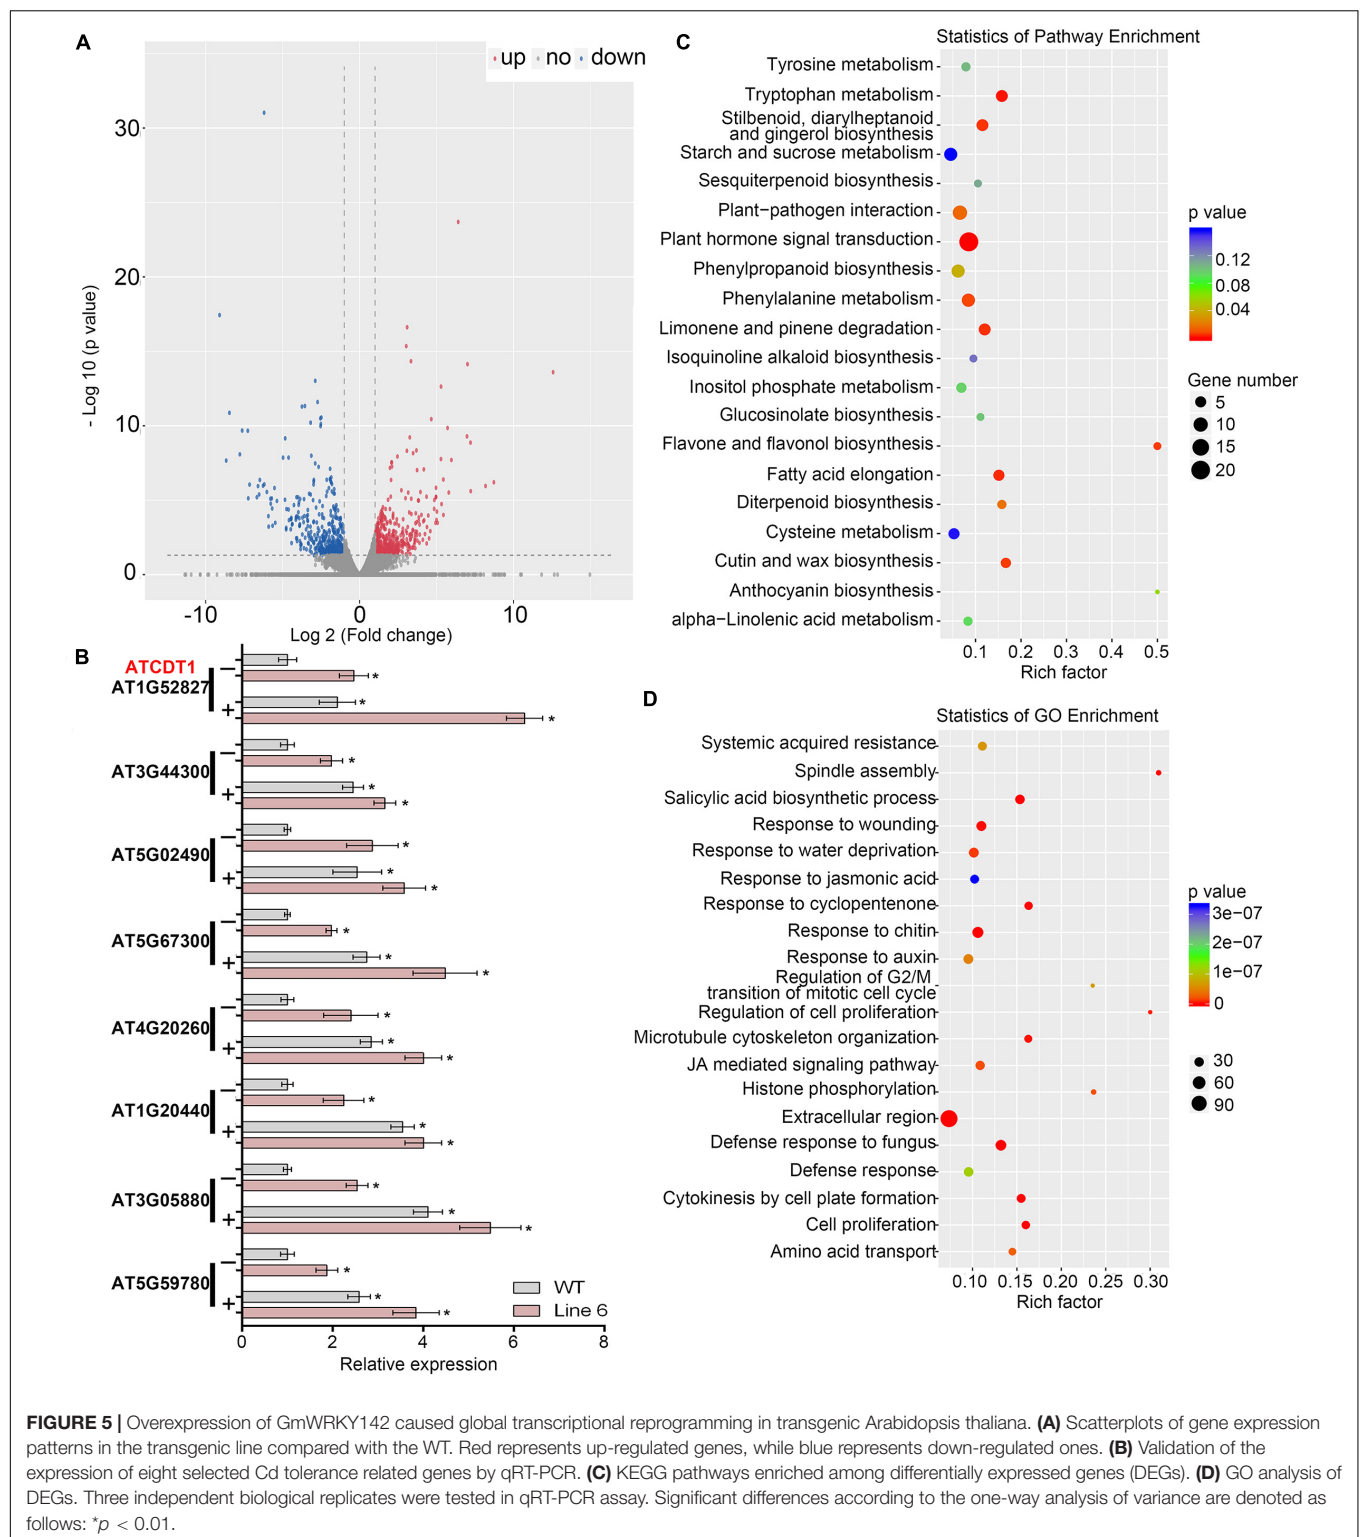 A
up no down
30
20
10
0
- Log 10 (p value)
-10 0 10
Log 2 (Fold change)
B
ATCDT1
AT1G52827
−
+
*
*
*
AT3G44300
−
+
*
*
*
AT5G02490
−
+
*
*
*
AT5G67300
−
+
*
*
*
AT4G20260
−
+
*
*
*
AT1G20440
−
+
*
*
*
AT3G05880
−
+
*
*
*
AT5G59780
−
+
*
*
*
WT
Line 6
0 2 4 6 8
Relative expression
C
Statistics of Pathway Enrichment
Tyrosine metabolism
Tryptophan metabolism
Stilbenoid, diarylheptanoid
and gingerol biosynthesis
Starch and sucrose metabolism
Sesquiterpenoid biosynthesis
Plant−pathogen interaction
Plant hormone signal transduction
Phenylpropanoid biosynthesis
Phenylalanine metabolism
Limonene and pinene degradation
Isoquinoline alkaloid biosynthesis
Inositol phosphate metabolism
Glucosinolate biosynthesis
Flavone and flavonol biosynthesis
Fatty acid elongation
Diterpenoid biosynthesis
Cysteine metabolism
Cutin and wax biosynthesis
Anthocyanin biosynthesis
alpha−Linolenic acid metabolism
0.1 0.2 0.3 0.4 0.5
Rich factor
p value
0.12
0.08
0.04
Gene number
5
10
15
20
D
Statistics of GO Enrichment
Systemic acquired resistance
Spindle assembly
Salicylic acid biosynthetic process
Response to wounding
Response to water deprivation
Response to jasmonic acid
Response to cyclopentenone
Response to chitin
Response to auxin
Regulation of G2/M
transition of mitotic cell cycle
Regulation of cell proliferation
Microtubule cytoskeleton organization
JA mediated signaling pathway
Histone phosphorylation
Extracellular region
Defense response to fungus
Defense response
Cytokinesis by cell plate formation
Cell proliferation
Amino acid transport
0.10 0.15 0.20 0.25 0.30
Rich factor
p value
3e−07
2e−07
1e−07
0
30
60
90
FIGURE 5 | Overexpression of GmWRKY142 caused global transcriptional reprogramming in transgenic Arabidopsis thaliana. (A) Scatterplots of gene expression
patterns in the transgenic line compared with the WT. Red represents up-regulated genes, while blue represents down-regulated ones. (B) Validation of the
expression of eight selected Cd tolerance related genes by qRT-PCR. (C) KEGG pathways enriched among differentially expressed genes (DEGs). (D) GO analysis of
DEGs. Three independent biological replicates were tested in qRT-PCR assay. Significant differences according to the one-way analysis of variance are denoted as
follows: *p < 0.01.